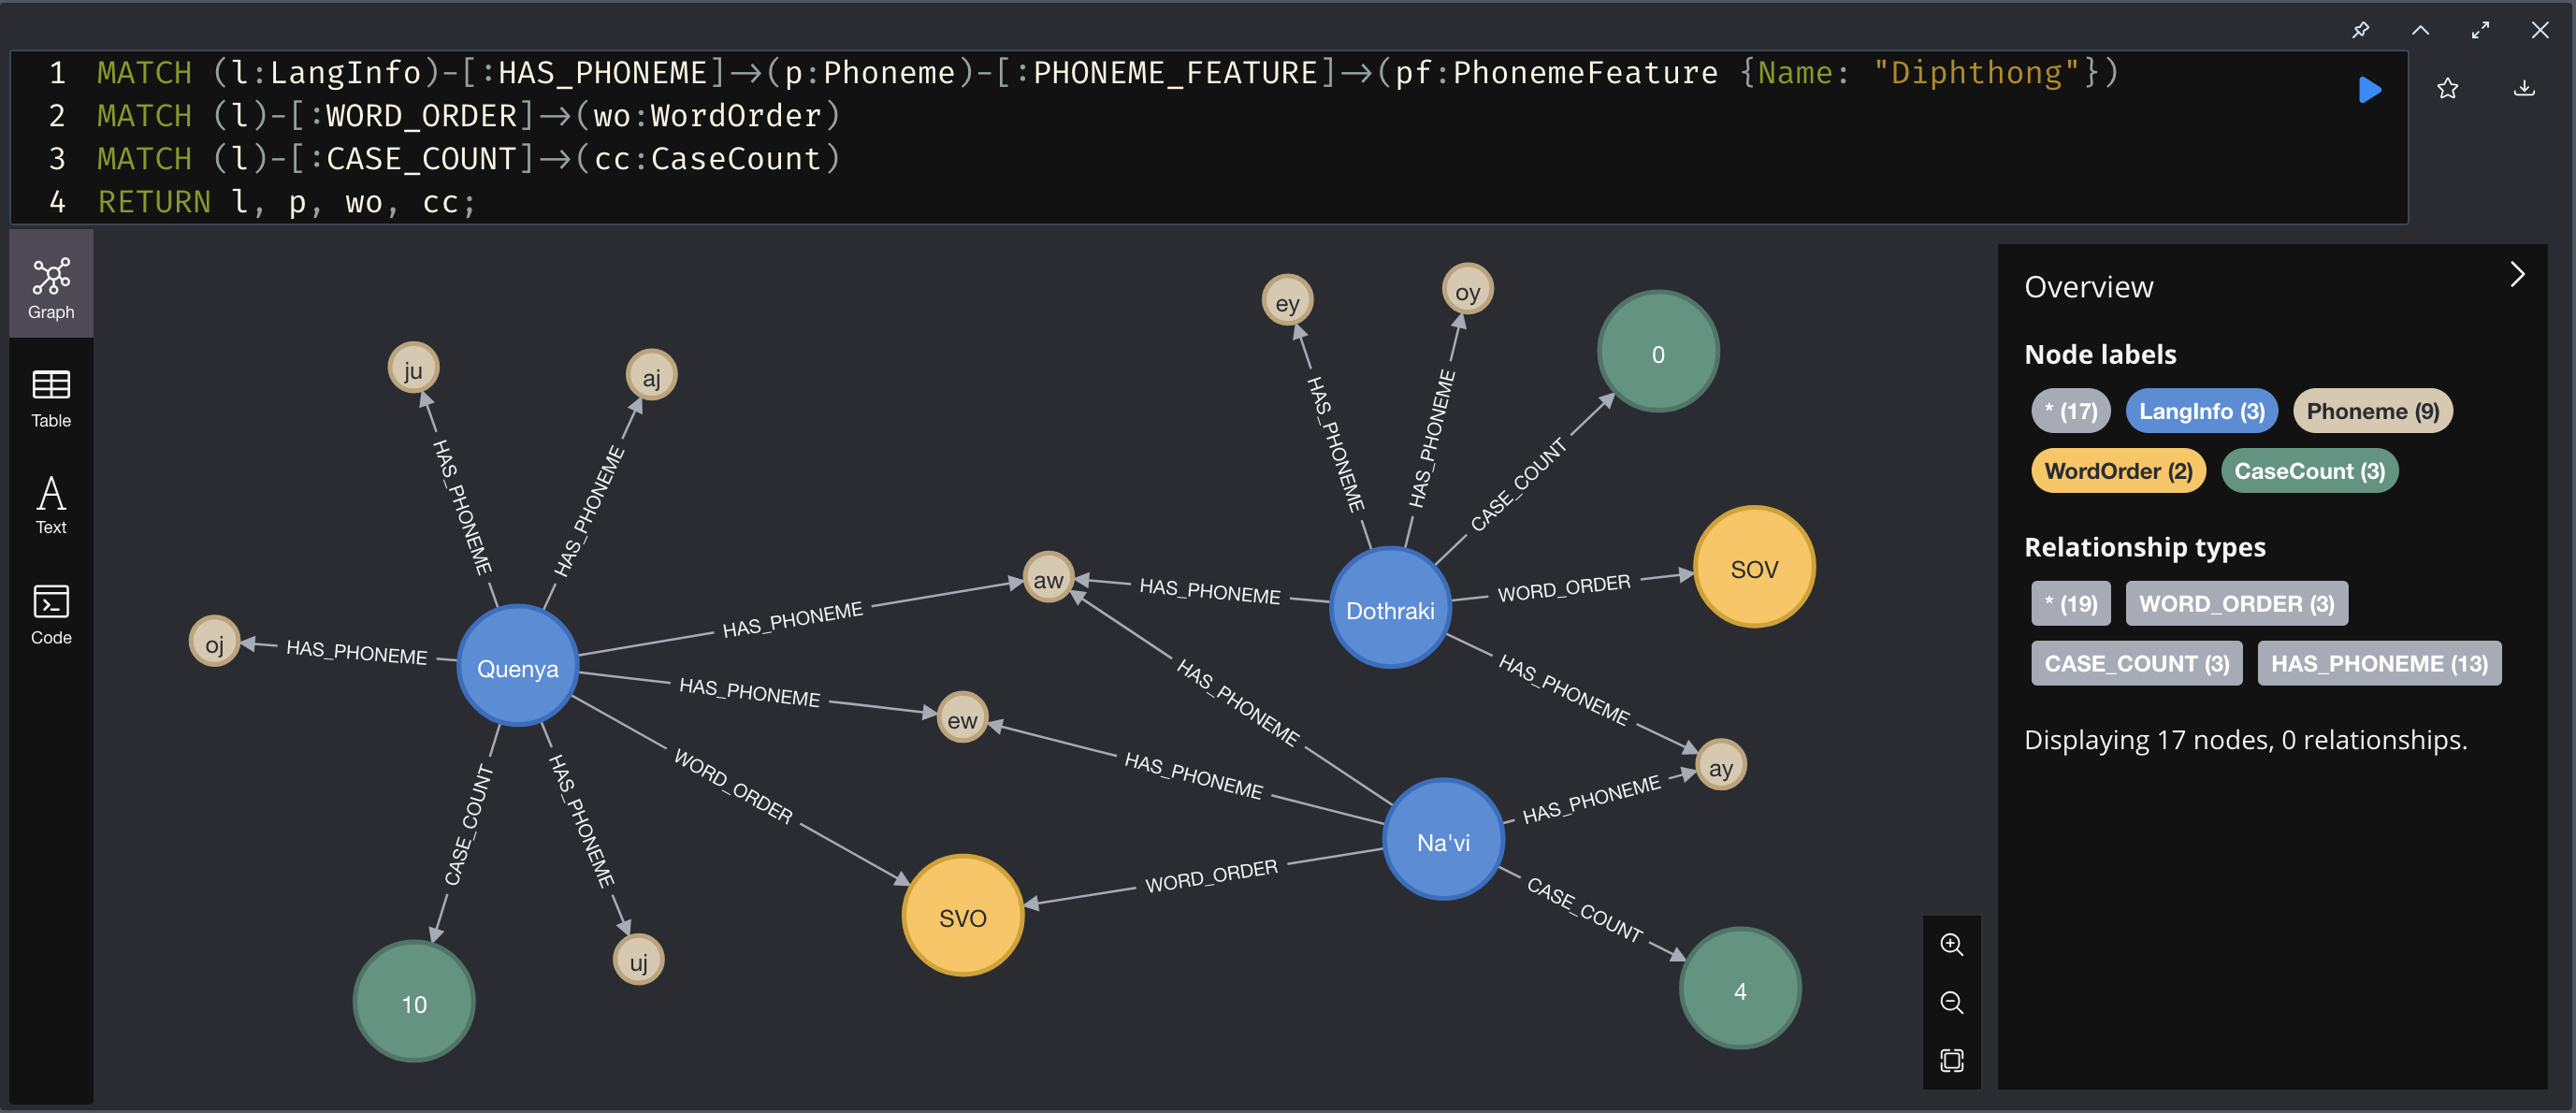 1 MATCH (l:LangInfo)-[:HAS_PHONEME]->(p:Phoneme)-[:PHONEME_FEATURE]->(pf:PhonemeFeature {Name: "Diphthong"})
2 MATCH (l)-[:WORD_ORDER]->(wo:WordOrder)
3 MATCH (l)-[:CASE_COUNT]->(cc:CaseCount)
4 RETURN l, p, wo, cc;
Graph
Table
Text
Code
ey
oy
0
ju
aj
HAS_PHONEME
HAS_PHONEME
CASE_COUNT
HAS_PHONEME
HAS_PHONEME
aw
HAS_PHONEME
Dothraki
WORD_ORDER
SOV
oj
HAS_PHONEME
Quenya
HAS_PHONEME
HAS_PHONEME
ew
HAS_PHONEME
HAS_PHONEME
HAS_PHONEME
ay
WORD_ORDER
CASE_COUNT
HAS_PHONEME
HAS_PHONEME
Na'vi
WORD_ORDER
SVO
CASE_COUNT
10
uj
4
Overview
Node labels
* (17)
LangInfo (3)
Phoneme (9)
WordOrder (2)
CaseCount (3)
Relationship types
* (19)
WORD_ORDER (3)
CASE_COUNT (3)
HAS_PHONEME (13)
Displaying 17 nodes, 0 relationships.